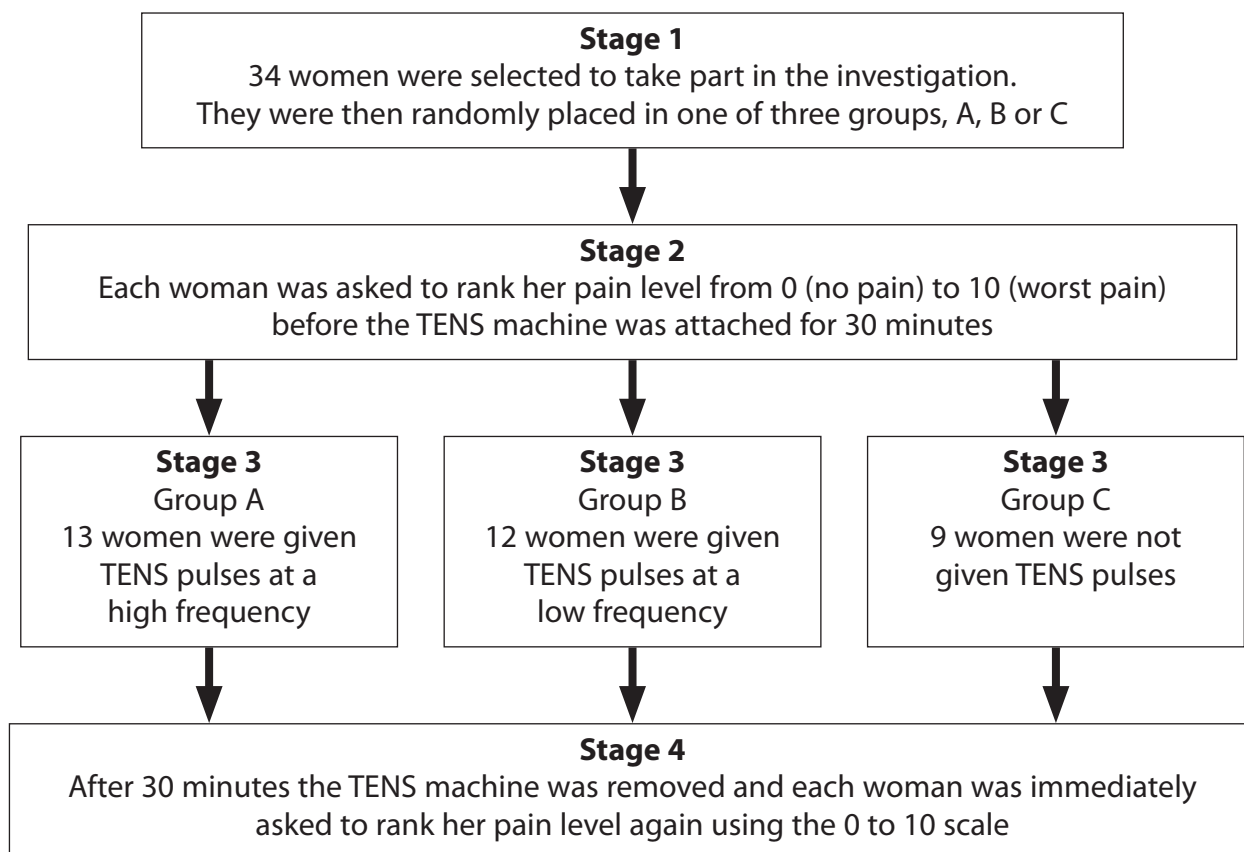 Stage 1
34 women were selected to take part in the investigation.
They were then randomly placed in one of three groups, A, B or C
Stage 2
Each woman was asked to rank her pain level from 0 (no pain) to 10 (worst pain)
before the TENS machine was attached for 30 minutes
Stage 3
Group A
13 women were given
TENS pulses at a
high frequency
Stage 3
Group B
12 women were given
TENS pulses at a
low frequency
Stage 3
Group C
9 women were not
given TENS pulses
Stage 4
After 30 minutes the TENS machine was removed and each woman was immediately
asked to rank her pain level again using the 0 to 10 scale